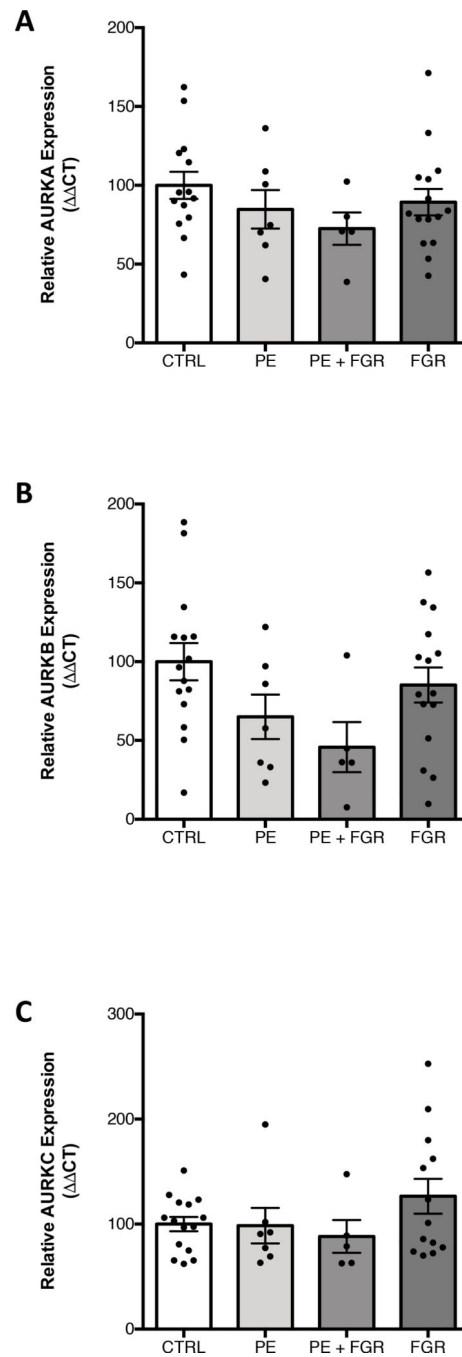 A
Relative AURKA Expression
(ΔΔCT)
200
150
100
50
0
CTRL PE PE + FGR FGR
B
Relative AURKB Expression
(ΔΔCT)
200
150
100
50
0
CTRL PE PE + FGR FGR
C
Relative AURKC Expression
(ΔΔCT)
300
200
100
0
CTRL PE PE + FGR FGR